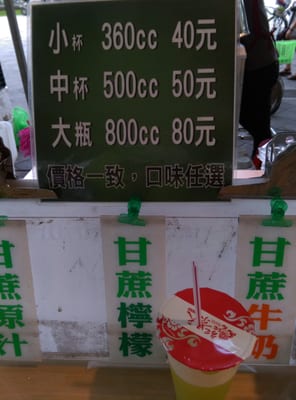 小杯 360cc 40元
中杯 500cc 50元
大瓶 800cc 80元
價格一致，口味任選
甘蔗原汁
甘蔗檸檬
甘蔗牛奶